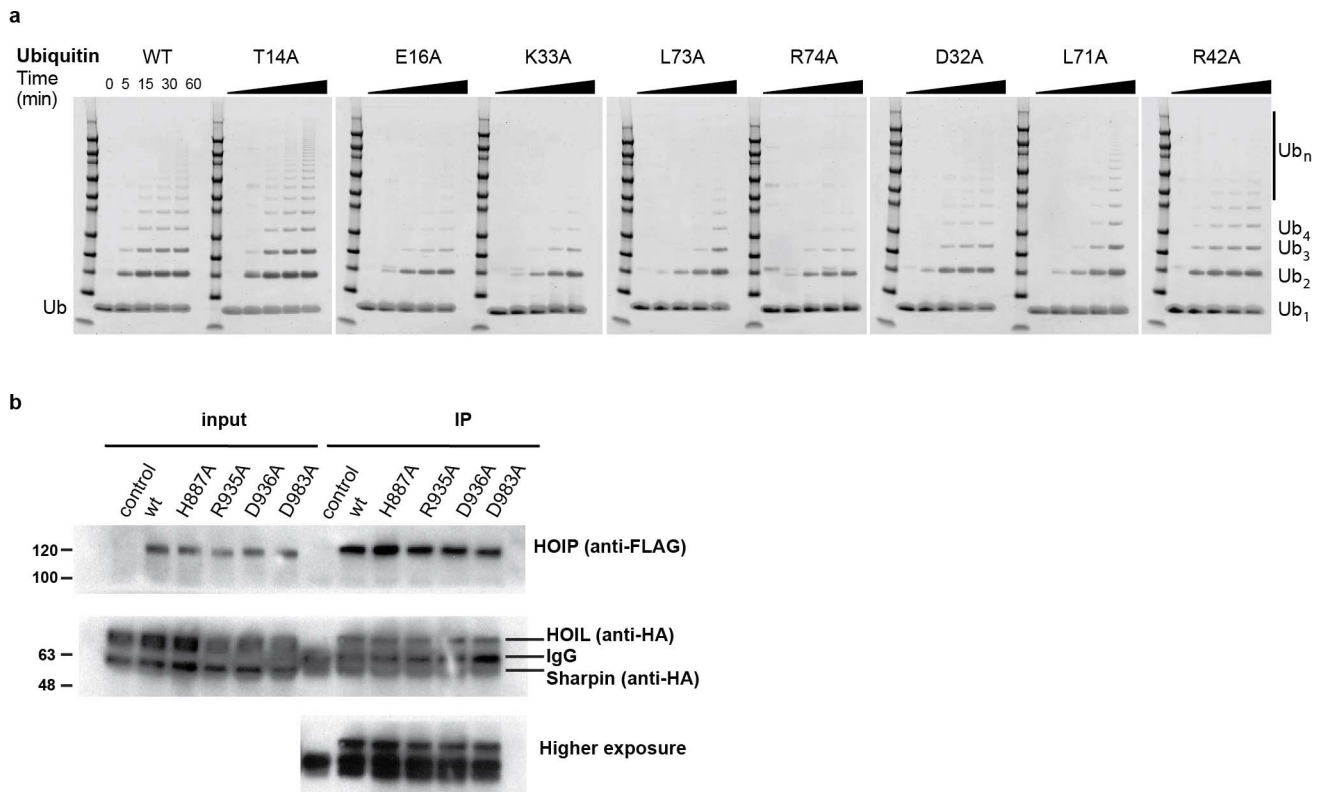 a
Ubiquitin WT T14A E16A K33A L73A R74A D32A L71A R42A
Time 0 5 15 30 60
(min)
Ubn
Ub4
Ub3
Ub2
Ub Ub1
b
input IP
control wt H887A R935A D936A D983A control wt H887A R935A D936A D983A
120 HOIP (anti-FLAG)
100
HOIL (anti-HA)
63 IgG
48 Sharpin (anti-HA)
Higher exposure